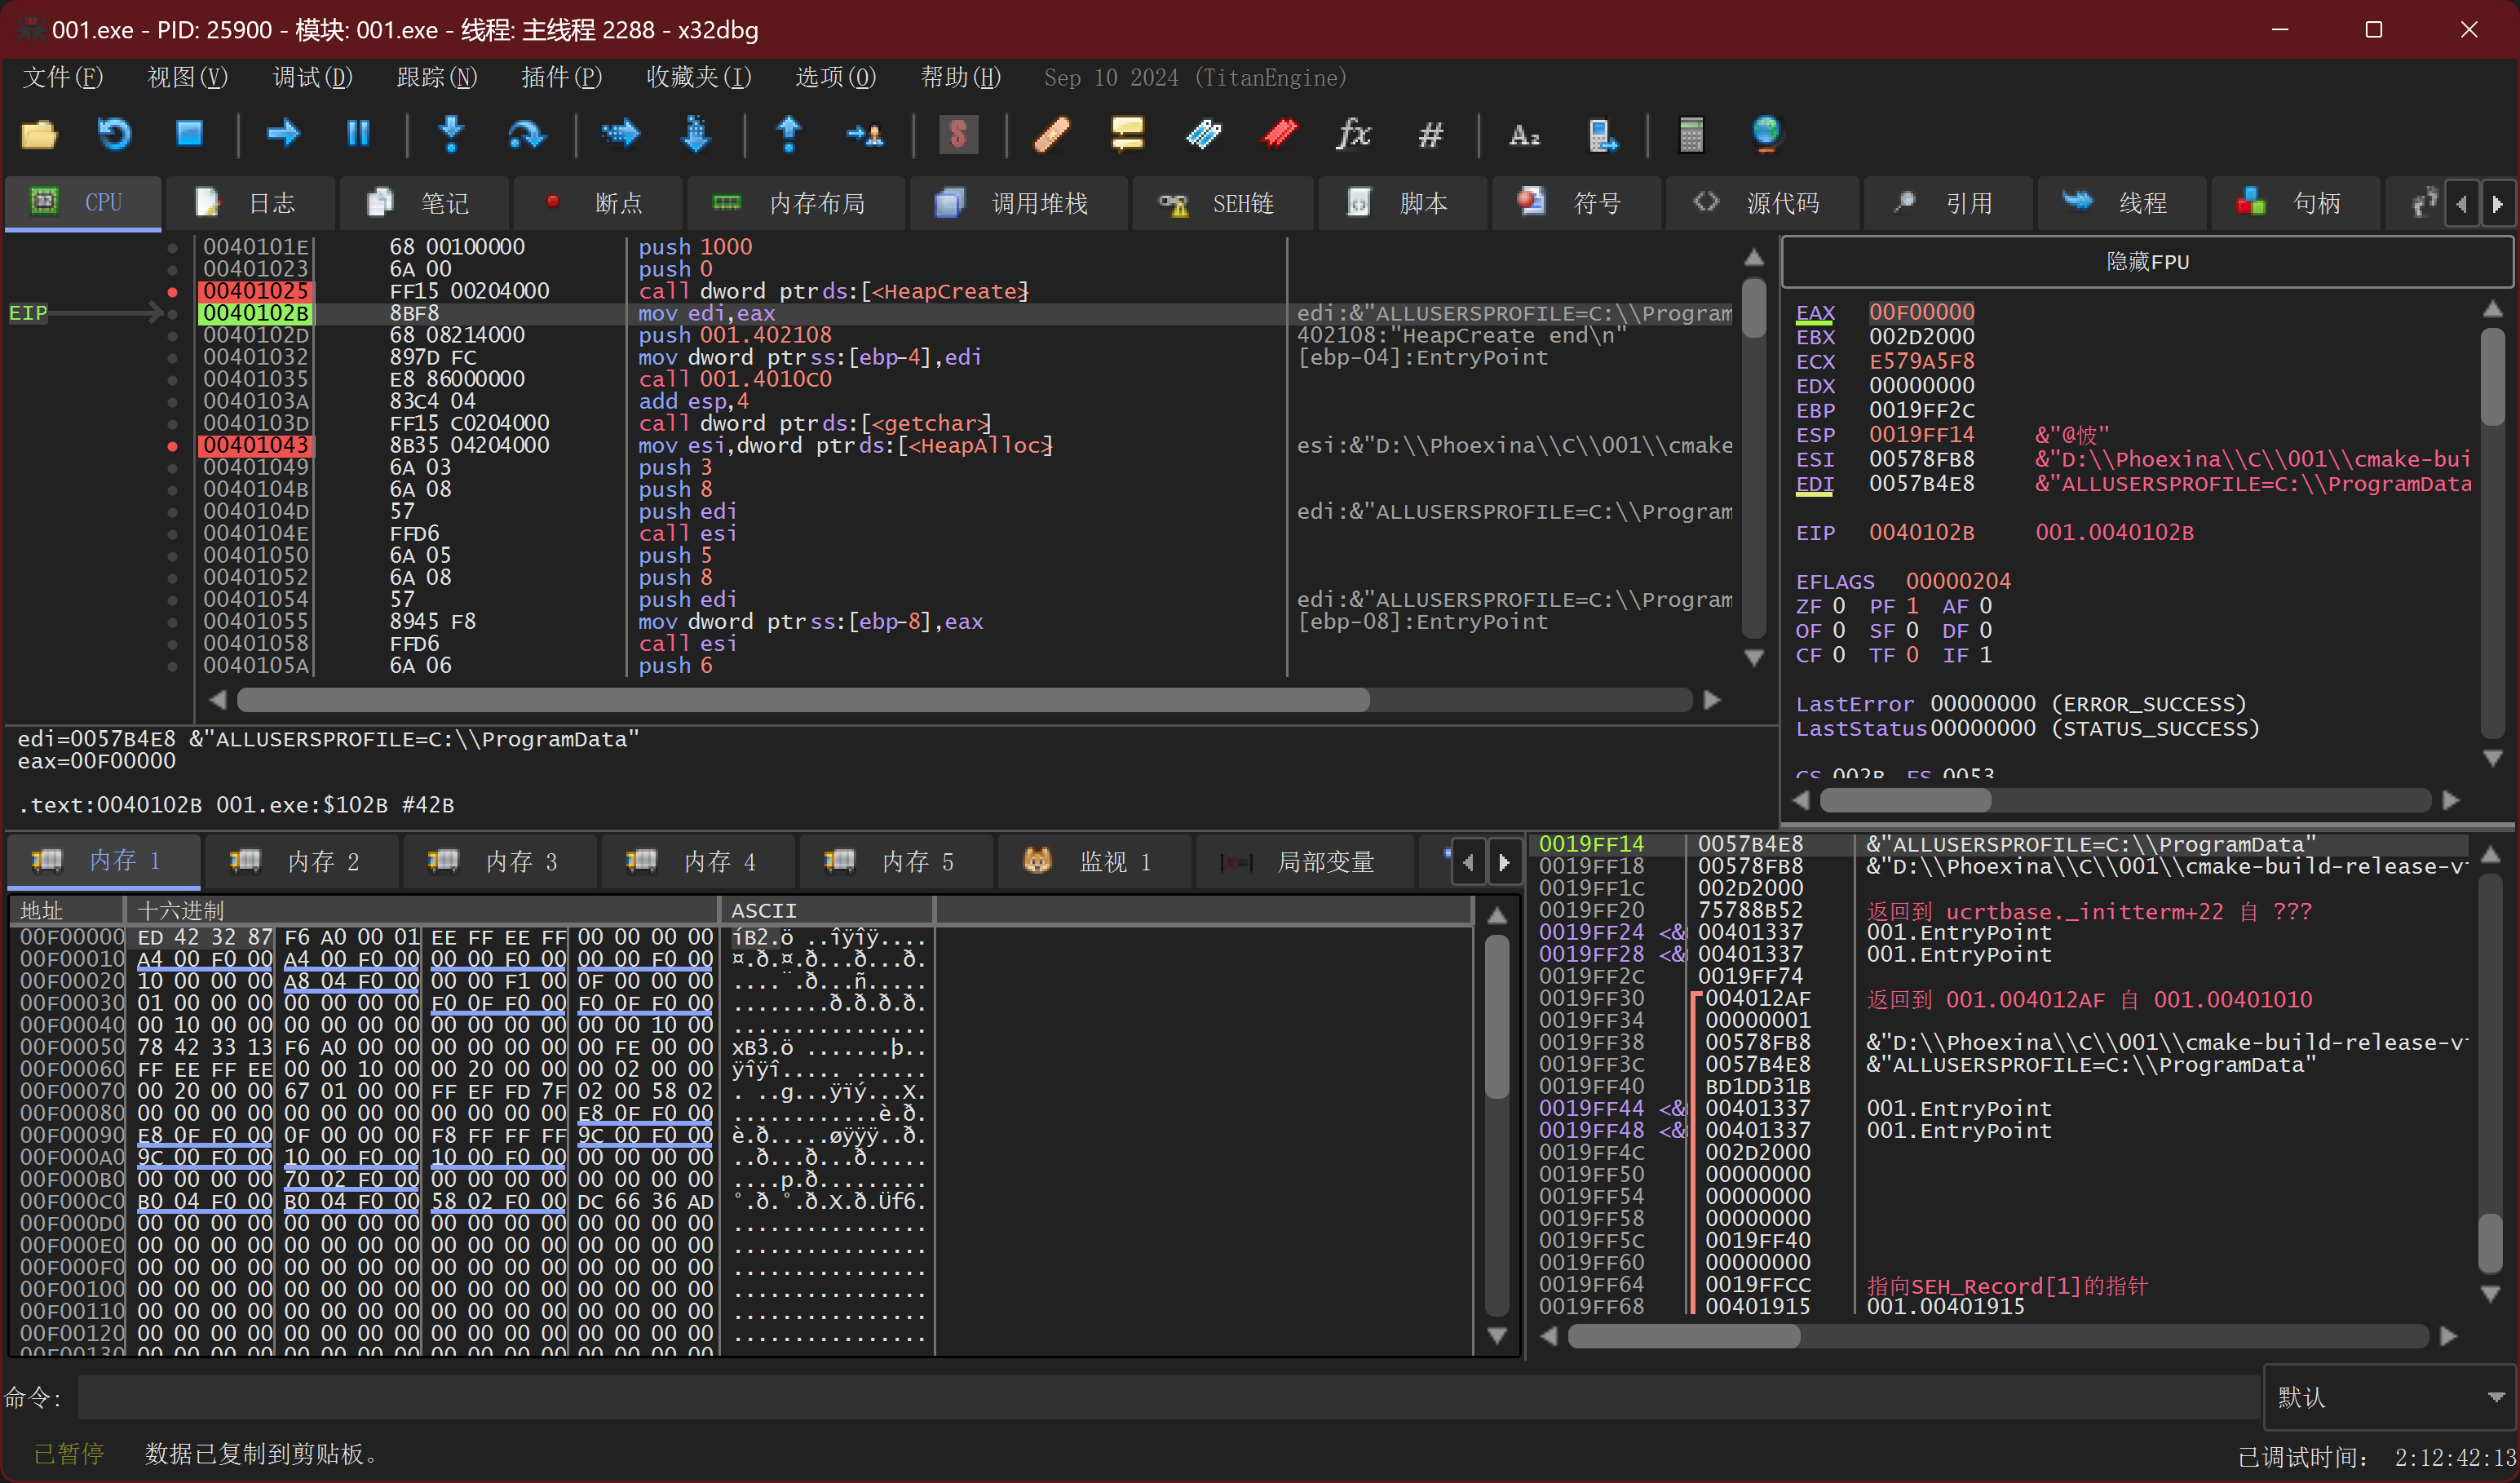 001.exe - PID: 25900 - 模块: 001.exe - 线程: 主线程 2288 - x32dbg
文件(F) 视图(V) 调试(D) 跟踪(N) 插件(P) 收藏夹(I) 选项(O) 帮助(H) Sep 10 2024 (TitanEngine)
CPU 日志 笔记 断点 内存布局 调用堆栈 SEH链 脚本 符号 源代码 引用 线程 句柄
0040101E 68 00100000 push 1000
00401023 6A 00 push 0
00401025 FF15 00204000 call dword ptr ds:[<HeapCreate>]
EIP 0040102B 8BF8 mov edi,eax edi:&"ALLUSERSPROFILE=C:\\Program
0040102D 68 08214000 push 001.402108 402108:"HeapCreate end\n"
00401032 897D FC mov dword ptr ss:[ebp-4],edi [ebp-04]:EntryPoint
00401035 E8 86000000 call 001.4010C0
0040103A 83C4 04 add esp,4
0040103D FF15 C0204000 call dword ptr ds:[<getchar>]
00401043 8B35 04204000 mov esi,dword ptr ds:[<HeapAlloc>] esi:&"D:\\Phoexina\\C\\001\\cmake
00401049 6A 03 push 3
0040104B 6A 08 push 8
0040104D 57 push edi edi:&"ALLUSERSPROFILE=C:\\Program
0040104E FFD6 call esi
00401050 6A 05 push 5
00401052 6A 08 push 8
00401054 57 push edi edi:&"ALLUSERSPROFILE=C:\\Program
00401055 8945 F8 mov dword ptr ss:[ebp-8],eax [ebp-08]:EntryPoint
00401058 FFD6 call esi
0040105A 6A 06 push 6
edi=0057B4E8 &"ALLUSERSPROFILE=C:\\ProgramData"
eax=00F00000
.text:0040102B 001.exe:$102B #42B
隐藏FPU
EAX 00F00000
EBX 002D2000
ECX E579A5F8
EDX 00000000
EBP 0019FF2C
ESP 0019FF14 &"@怶"
ESI 00578FB8 &"D:\\Phoexina\\C\\001\\cmake-bui
EDI 0057B4E8 &"ALLUSERSPROFILE=C:\\ProgramData
EIP 0040102B 001.0040102B
EFLAGS 00000204
ZF 0 PF 1 AF 0
OF 0 SF 0 DF 0
CF 0 TF 0 IF 1
LastError 00000000 (ERROR_SUCCESS)
LastStatus 00000000 (STATUS_SUCCESS)
内存 1 内存 2 内存 3 内存 4 内存 5 监视 1 局部变量
地址 十六进制 ASCII
00F00000 ED 42 32 87 F6 A0 00 01 EE FF EE FF 00 00 00 00 íB2.ö ..îÿîÿ....
00F00010 A4 00 F0 00 A4 00 F0 00 00 00 F0 00 00 00 F0 00 ¤.ð.¤.ð...ð...ð.
00F00020 10 00 00 00 A8 04 F0 00 00 00 F1 00 0F 00 00 00 ....¨.ð...ñ.....
00F00030 01 00 00 00 00 00 00 00 F0 0F F0 00 F0 0F F0 00 ........ð.ð.ð.ð.
00F00040 00 10 00 00 00 00 00 00 00 00 00 00 00 00 10 00 ................
00F00050 78 42 33 13 F6 A0 00 00 00 00 00 00 00 FE 00 00 xB3.ö .......þ..
00F00060 FF EE FF EE 00 00 10 00 00 20 00 00 00 02 00 00 ÿîÿî..... ......
00F00070 00 20 00 00 67 01 00 00 FF EF FD 7F 02 00 58 02 . ..g...ÿïý...X.
00F00080 00 00 00 00 00 00 00 00 00 00 00 00 E8 0F F0 00 ............è.ð.
00F00090 E8 0F F0 00 0F 00 00 00 F8 FF FF FF 9C 00 F0 00 è.ð.....øÿÿÿ..ð.
00F000A0 9C 00 F0 00 10 00 F0 00 10 00 F0 00 00 00 00 00 ..ð...ð...ð.....
00F000B0 00 00 00 00 70 02 F0 00 00 00 00 00 00 00 00 00 ....p.ð.........
00F000C0 B0 04 F0 00 B0 04 F0 00 58 02 F0 00 DC 66 36 AD °.ð.°.ð.X.ð.Üf6.
00F000D0 00 00 00 00 00 00 00 00 00 00 00 00 00 00 00 00 ................
00F000E0 00 00 00 00 00 00 00 00 00 00 00 00 00 00 00 00 ................
00F000F0 00 00 00 00 00 00 00 00 00 00 00 00 00 00 00 00 ................
00F00100 00 00 00 00 00 00 00 00 00 00 00 00 00 00 00 00 ................
00F00110 00 00 00 00 00 00 00 00 00 00 00 00 00 00 00 00 ................
00F00120 00 00 00 00 00 00 00 00 00 00 00 00 00 00 00 00 ................
0019FF14 0057B4E8 &"ALLUSERSPROFILE=C:\\ProgramData"
0019FF18 00578FB8 &"D:\\Phoexina\\C\\001\\cmake-build-release-v
0019FF1C 002D2000
0019FF20 75788B52 返回到 ucrtbase._initterm+22 自 ???
0019FF24 <& 00401337 001.EntryPoint
0019FF28 <& 00401337 001.EntryPoint
0019FF2C 0019FF74
0019FF30 004012AF 返回到 001.004012AF 自 001.00401010
0019FF34 00000001
0019FF38 00578FB8 &"D:\\Phoexina\\C\\001\\cmake-build-release-v
0019FF3C 0057B4E8 &"ALLUSERSPROFILE=C:\\ProgramData"
0019FF40 BD1DD31B
0019FF44 <& 00401337 001.EntryPoint
0019FF48 <& 00401337 001.EntryPoint
0019FF4C 002D2000
0019FF50 00000000
0019FF54 00000000
0019FF58 00000000
0019FF5C 0019FF40
0019FF60 00000000
0019FF64 0019FFCC 指向SEH_Record[1]的指针
0019FF68 00401915 001.00401915
命令: 默认
已暂停 数据已复制到剪贴板。 已调试时间: 2:12:42:13